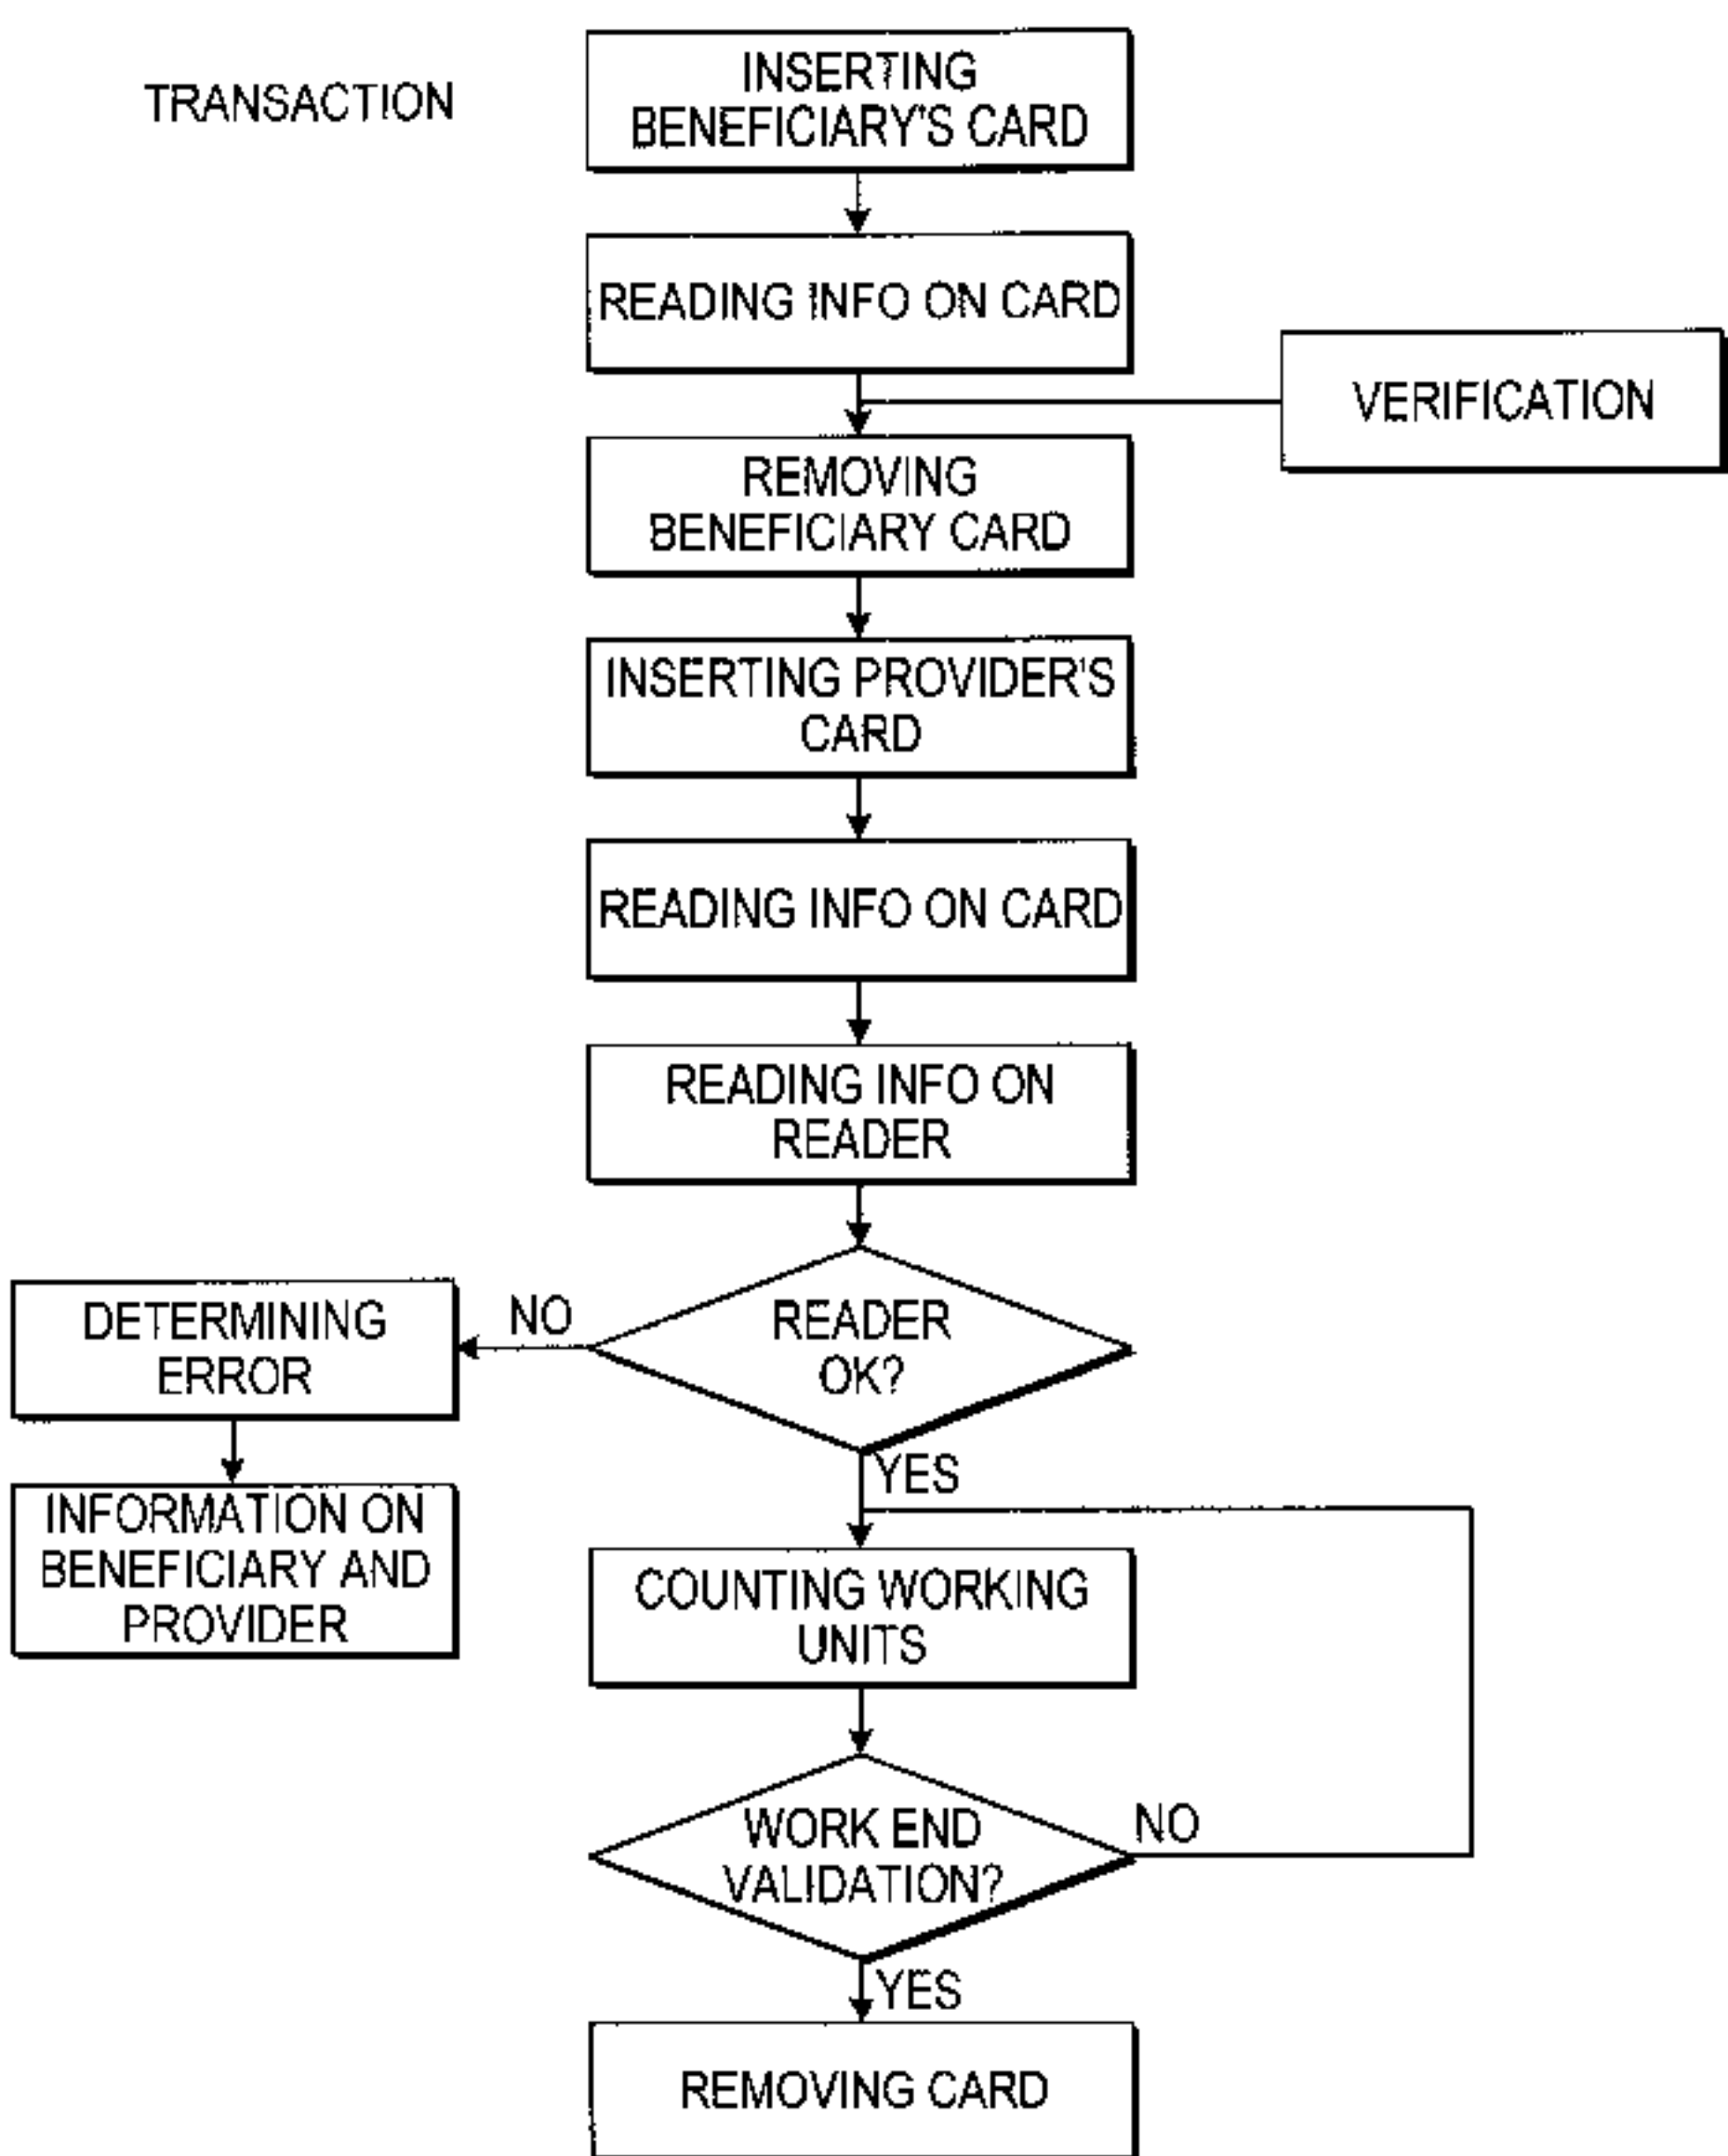 TRANSACTION
INSERTING
BENEFICIARY'S CARD
READING INFO ON CARD
VERIFICATION
REMOVING
BENEFICIARY CARD
INSERTING PROVIDER'S
CARD
READING INFO ON CARD
READING INFO ON
READER
READER
OK?
NO
DETERMINING
ERROR
INFORMATION ON
BENEFICIARY AND
PROVIDER
YES
COUNTING WORKING
UNITS
WORK END
VALIDATION?
NO
YES
REMOVING CARD